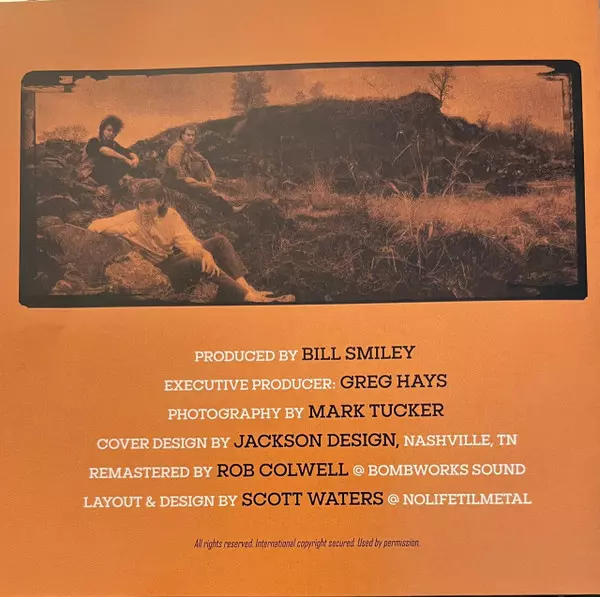 PRODUCED BY BILL SMILEY
EXECUTIVE PRODUCER: GREG HAYS
PHOTOGRAPHY BY MARK TUCKER
COVER DESIGN BY JACKSON DESIGN, NASHVILLE, TN
REMASTERED BY ROB COLWELL @ BOMBWORKS SOUND
LAYOUT & DESIGN BY SCOTT WATERS @ NOLIFETILMETAL
All rights reserved. International copyright secured. Used by permission.